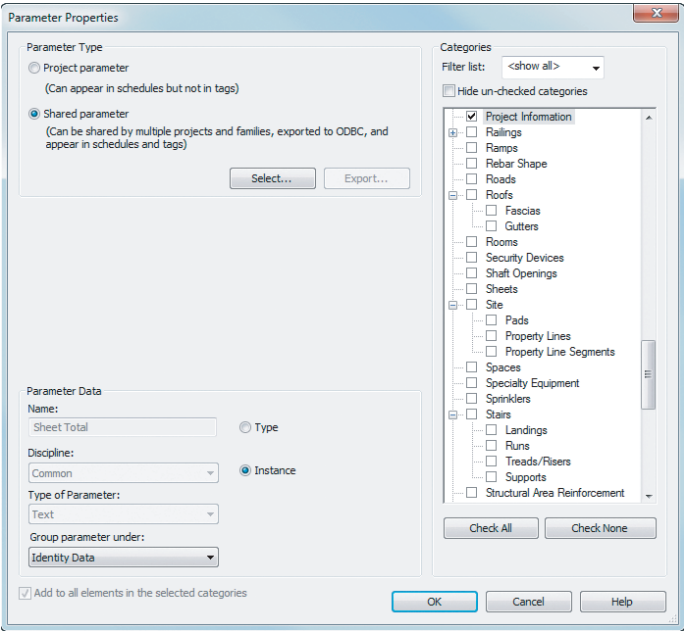 Parameter Properties
Parameter Type
Project parameter
(Can appear in schedules but not in tags)
Shared parameter
(Can be shared by multiple projects and families, exported to ODBC, and
appear in schedules and tags)
Select...
Export...
Parameter Data
Name:
Sheet Total
Type
Discipline:
Common
Instance
Type of Parameter:
Text
Group parameter under:
Identity Data
Add to all elements in the selected categories
Categories
Filter list:
<show all>
Hide un-checked categories
Project Information
Railings
Ramps
Rebar Shape
Roads
Roofs
Fascias
Gutters
Rooms
Security Devices
Shaft Openings
Sheets
Site
Pads
Property Lines
Property Line Segments
Spaces
Specialty Equipment
Sprinklers
Stairs
Landings
Runs
Treads/Risers
Supports
Structural Area Reinforcement
Check All
Check None
OK
Cancel
Help